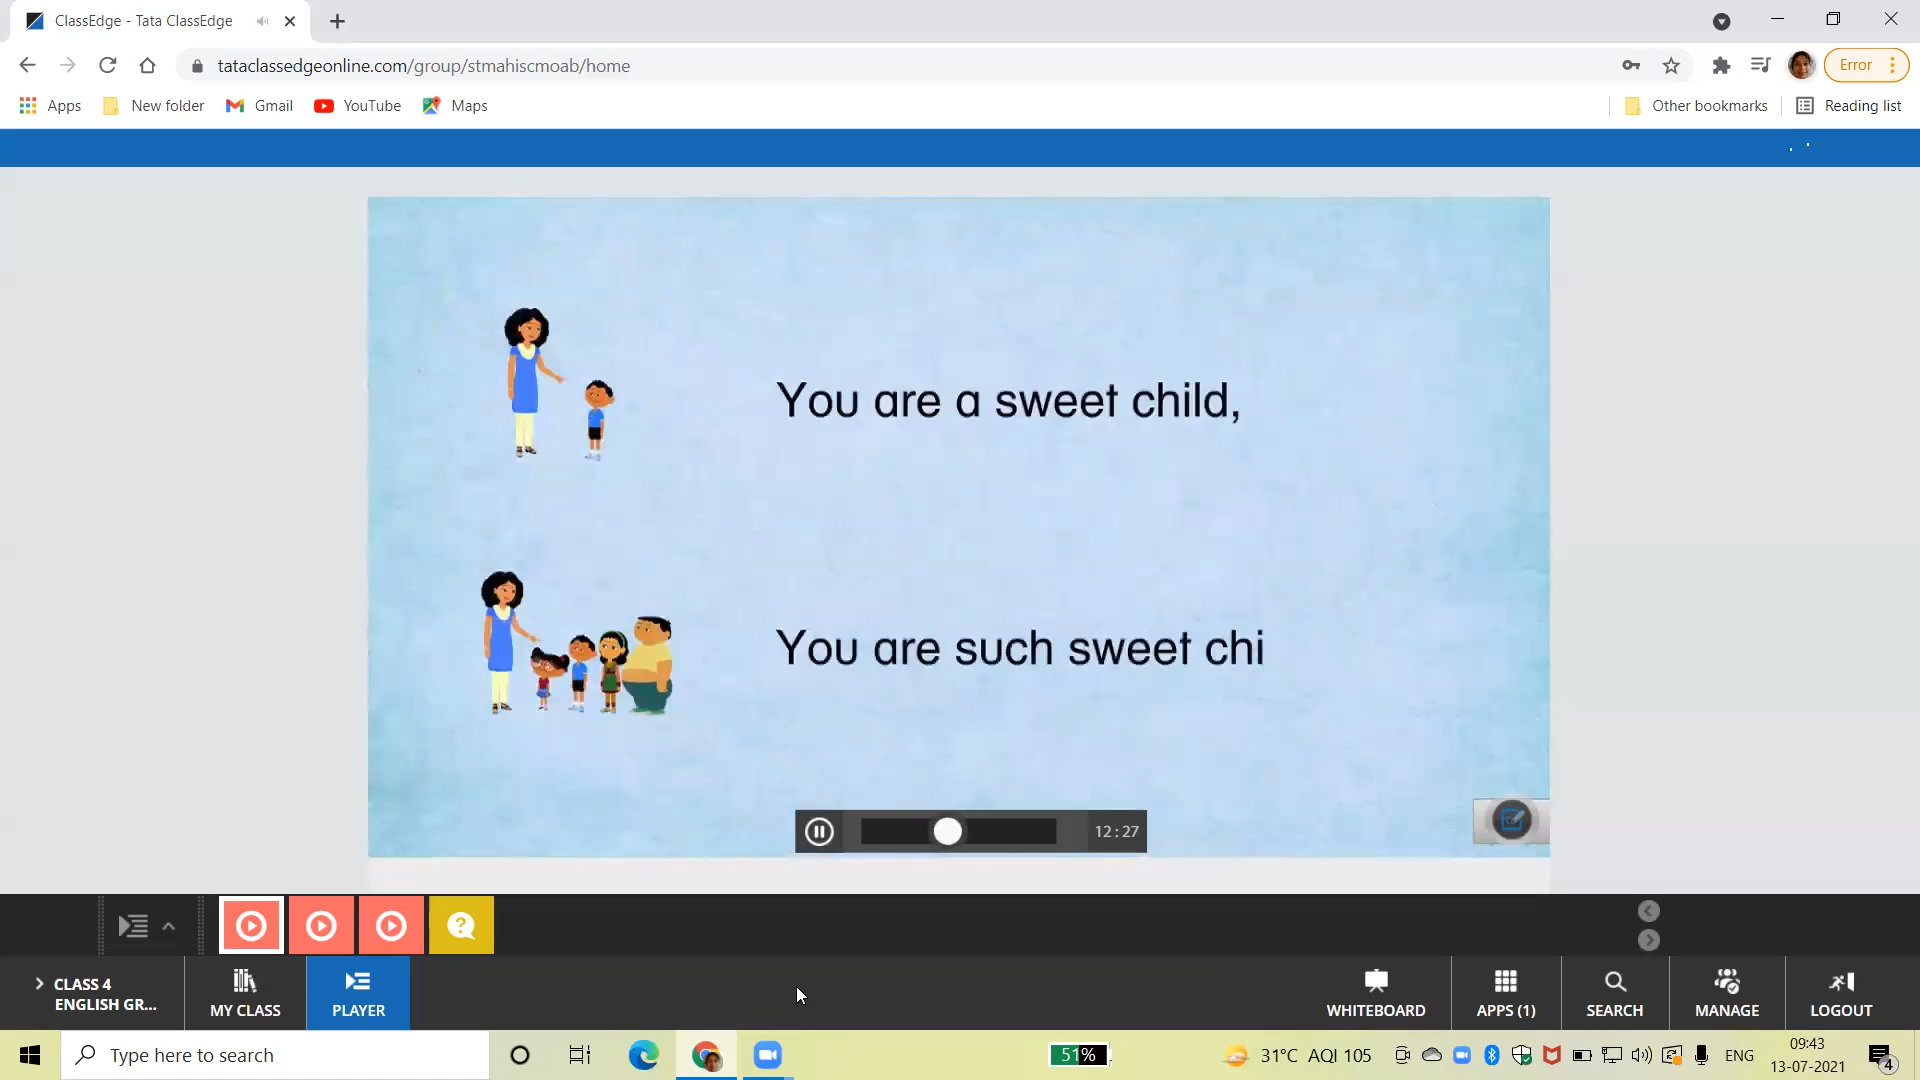 ClassEdge - Tata ClassEdge
tataclassedgeonline.com/group/stmahiscmoab/home
Error
Apps
New folder
Gmail
YouTube
Maps
Other bookmarks
Reading list
You are a sweet child,
You are such sweet chi
12:27
CLASS 4
ENGLISH GR...
MY CLASS
PLAYER
WHITEBOARD
APPS (1)
SEARCH
MANAGE
LOGOUT
Type here to search
51%
31°C AQI 105
ENG
09:43
13-07-2021
4